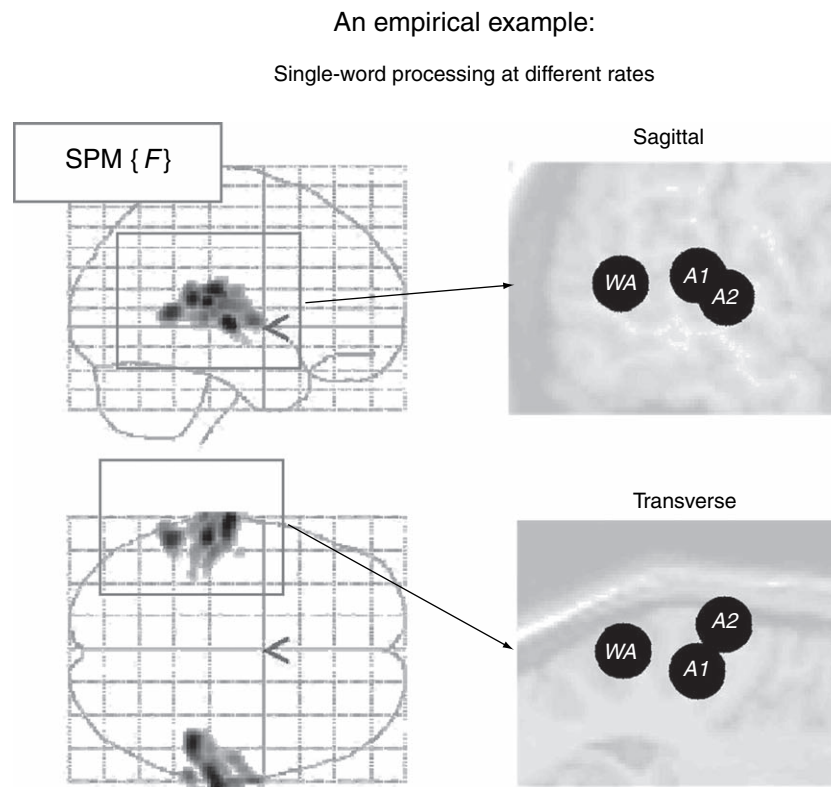 An empirical example:
Single-word processing at different rates
SPM { F}
Sagittal
WA
A1
A2
Transverse
A2
WA
A1